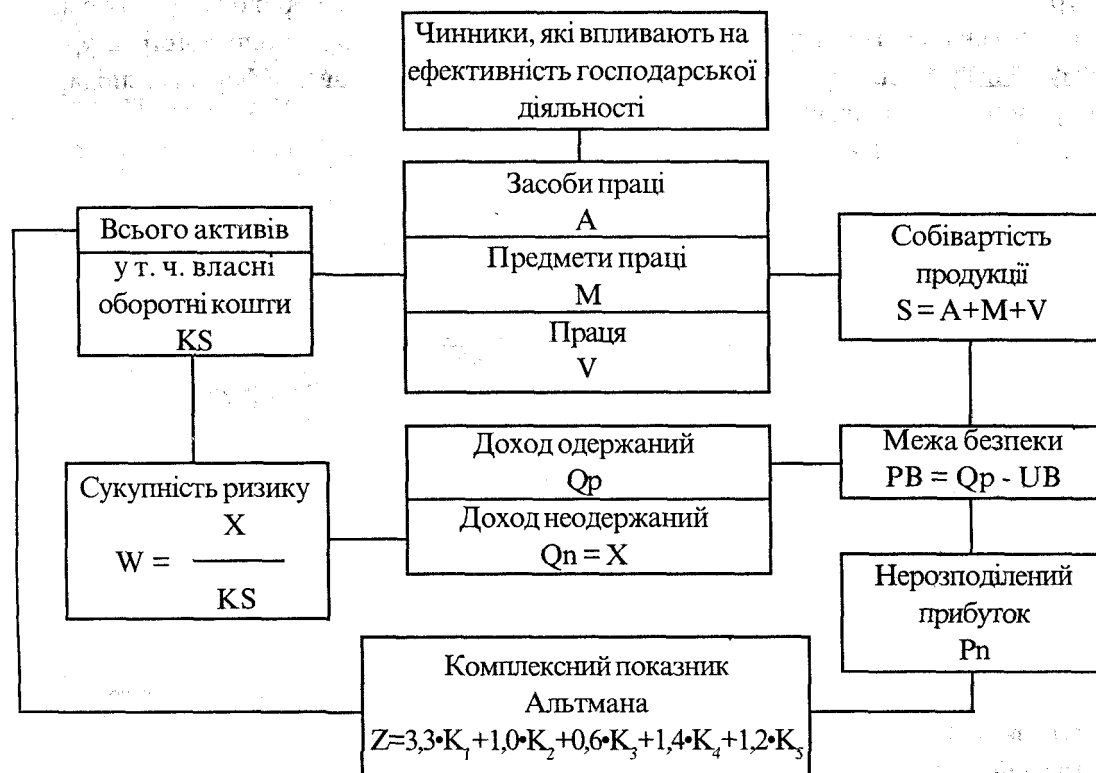 Чинники, які впливають на
ефективність господарської
діяльності
Засоби праці
A
Предмети праці
M
Праця
V
Всього активів
у т. ч. власні
оборотні кошти
KS
Собівартість
продукції
S = A+M+V
Доход одержаний
Qp
Доход неодержаний
Qn = X
Межа безпеки
PB = Qp - UB
Сукупність ризику
W = X / KS
Нерозподілений
прибуток
Pn
Комплексний показник
Альтмана
Z=3,3•K₁+1,0•K₂+0,6•K₃+1,4•K₄+1,2•K₅